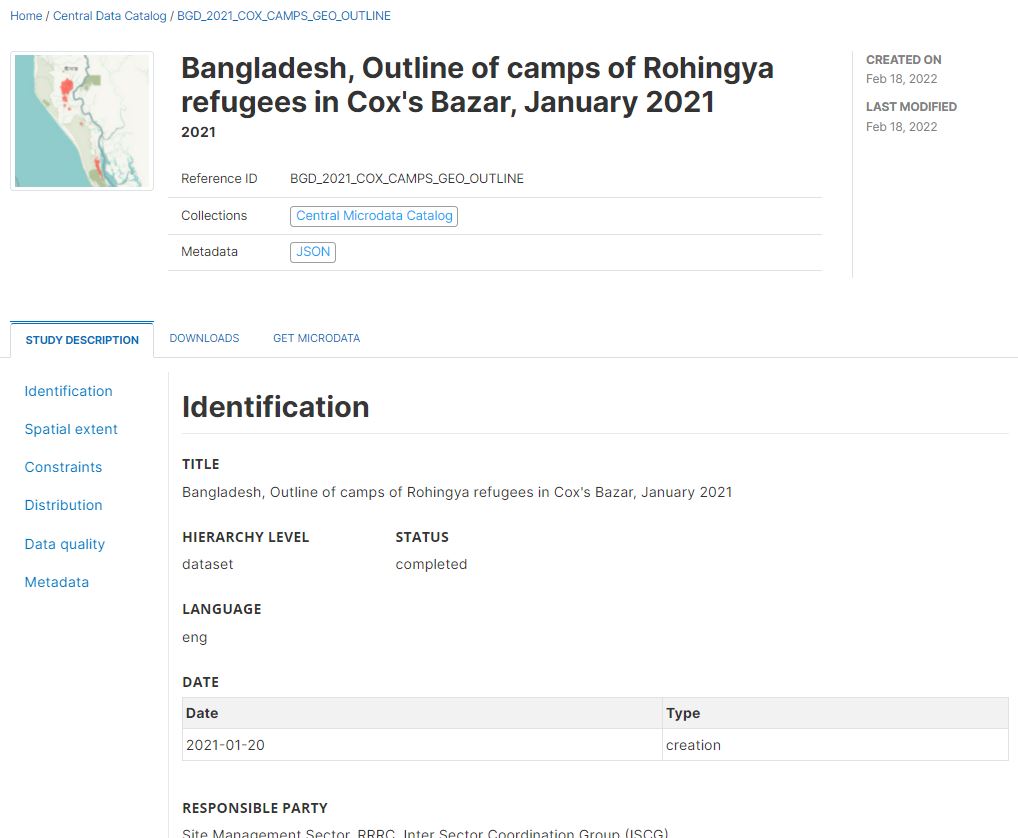 Home / Central Data Catalog / BGD_2021_COX_CAMPS_GEO_OUTLINE
Bangladesh, Outline of camps of Rohingya
refugees in Cox's Bazar, January 2021
2021
Reference ID BGD_2021_COX_CAMPS_GEO_OUTLINE
Collections Central Microdata Catalog
Metadata JSON
CREATED ON
Feb 18, 2022
LAST MODIFIED
Feb 18, 2022
STUDY DESCRIPTION DOWNLOADS GET MICRODATA
Identification
Spatial extent
Constraints
Distribution
Data quality
Metadata
Identification
TITLE
Bangladesh, Outline of camps of Rohingya refugees in Cox's Bazar, January 2021
HIERARCHY LEVEL STATUS
dataset completed
LANGUAGE
eng
DATE
Date Type
2021-01-20 creation
RESPONSIBLE PARTY
Site Management Sector, RRRC, Inter Sector Coordination Group (ISCG)